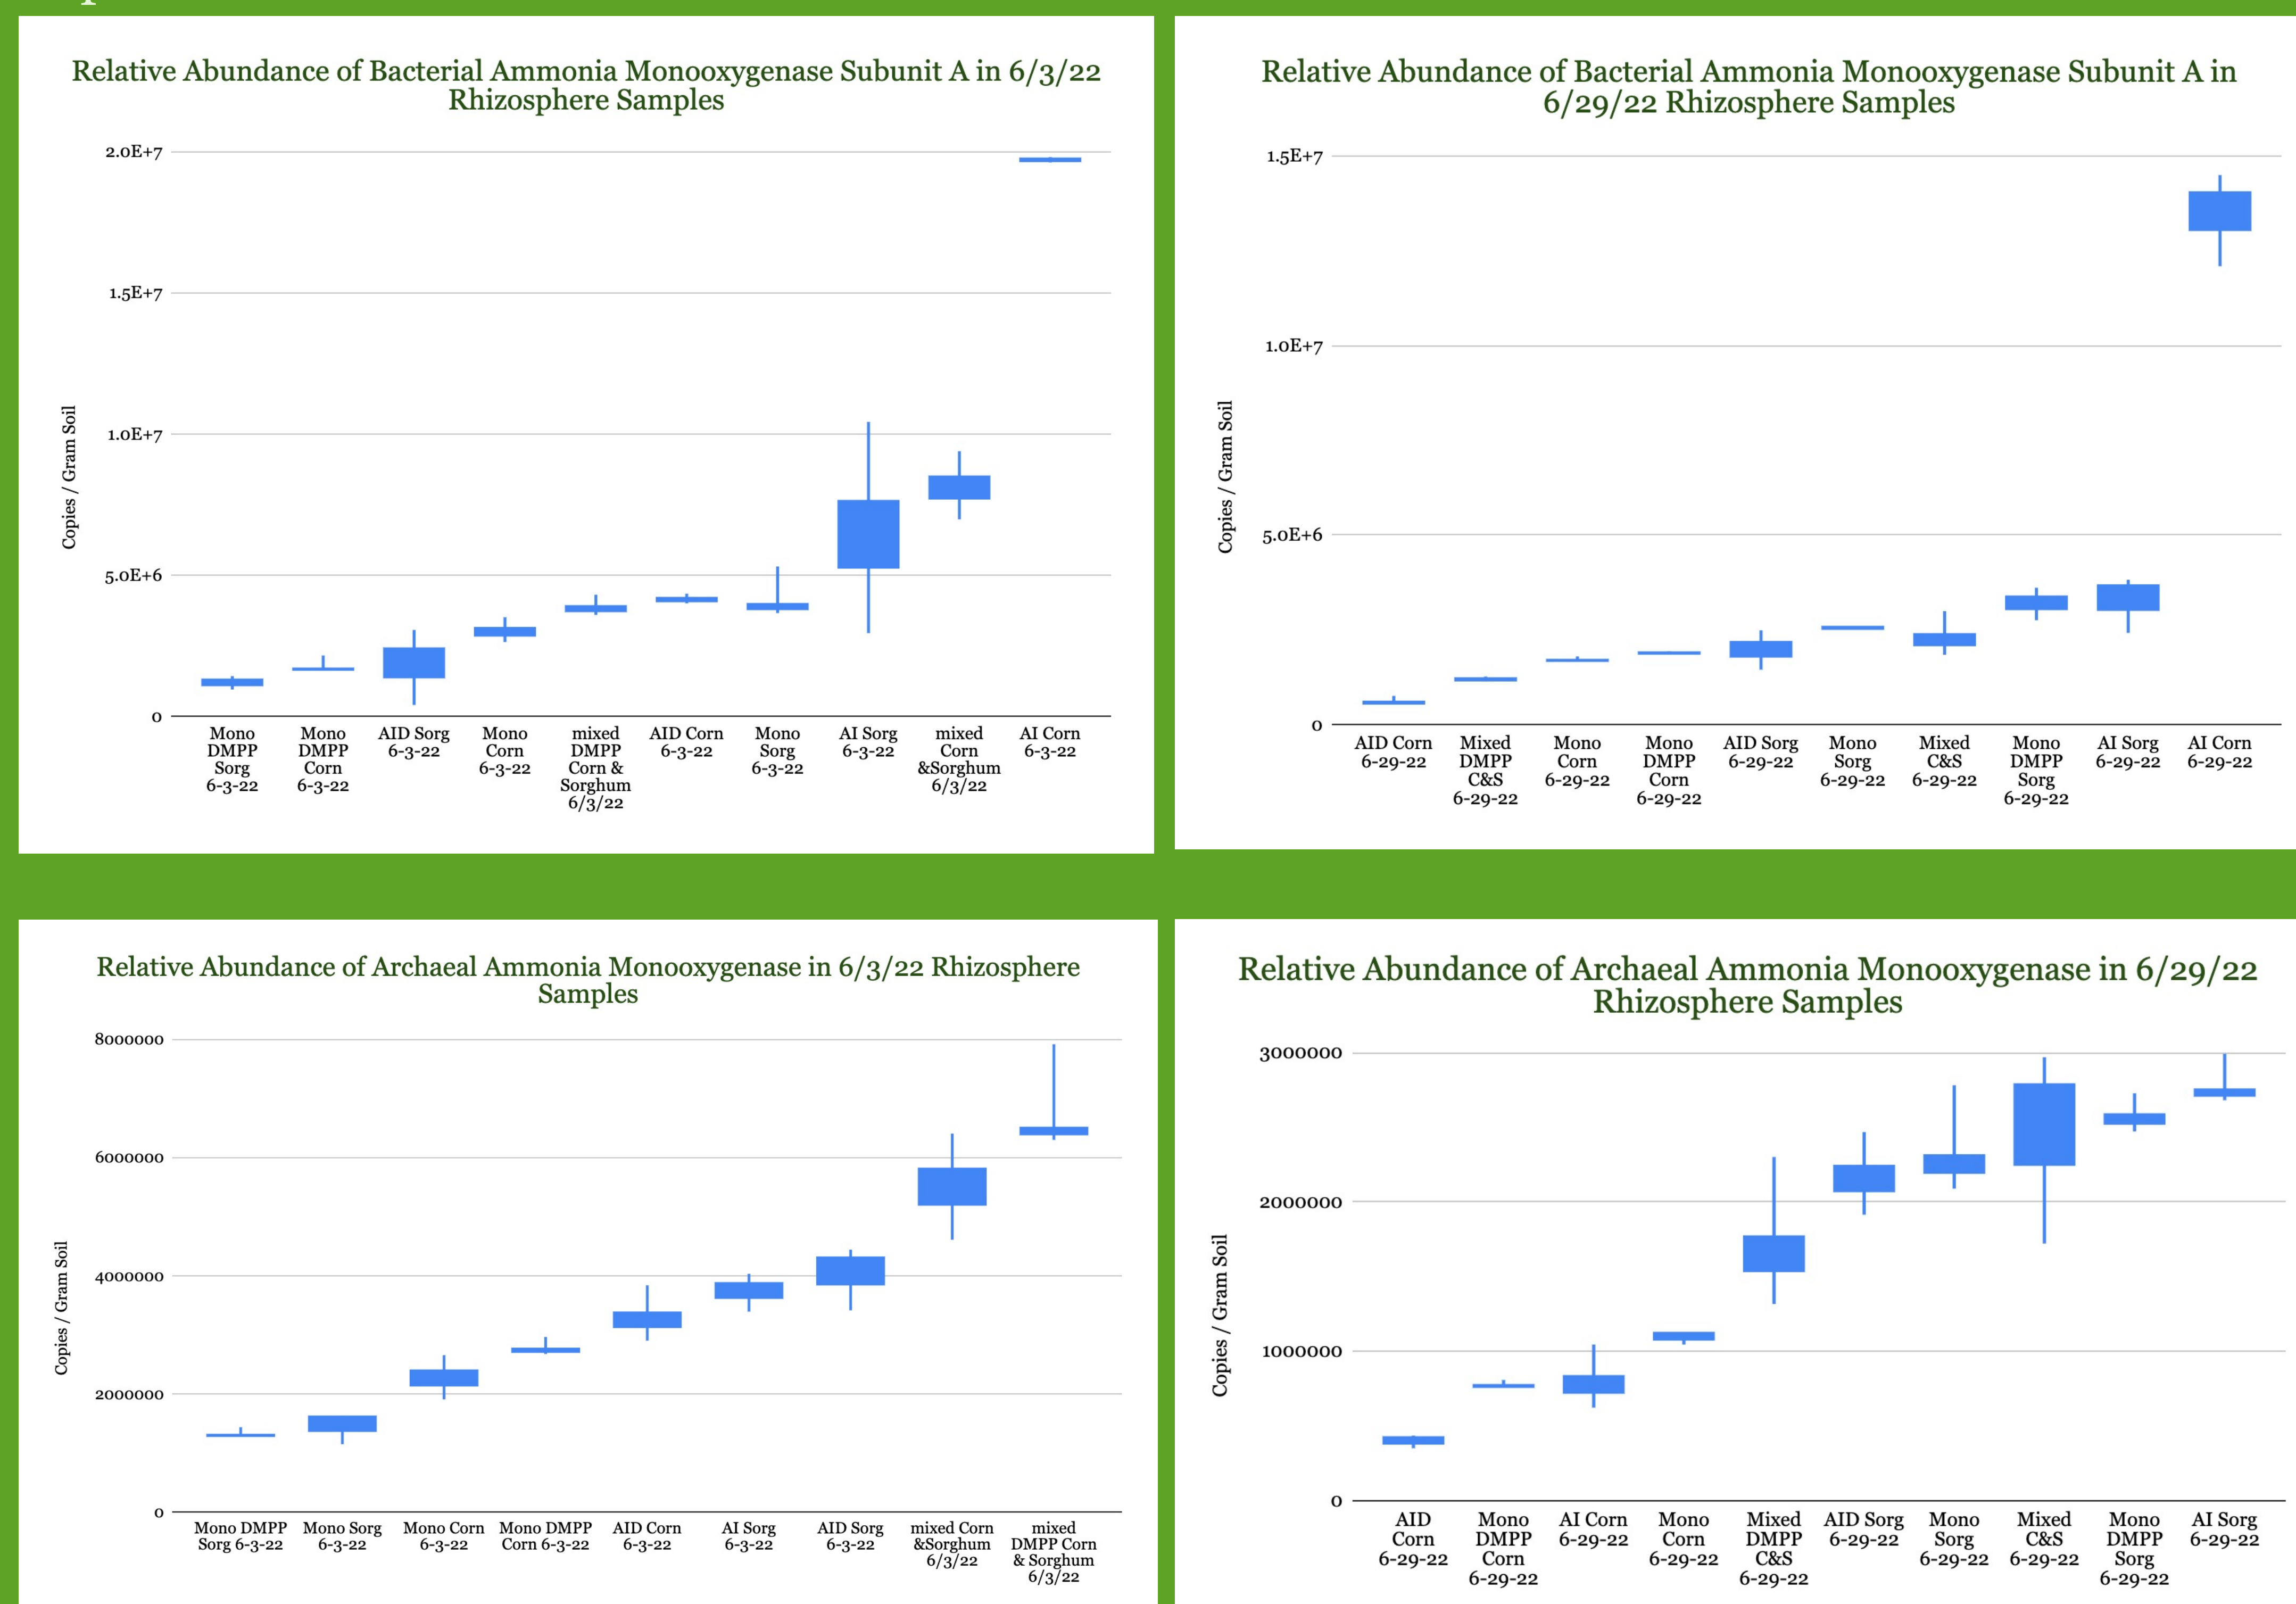 Relative Abundance of Bacterial Ammonia Monooxygenase Subunit A in 6/3/22
Rhizosphere Samples
2.0E+7
1.5E+7
1.0E+7
5.0E+6
0
Copies / Gram Soil
Mono
DMPP
Sorg
6-3-22
Mono
DMPP
Corn
6-3-22
AID Sorg
6-3-22
Mono
Corn
6-3-22
mixed
DMPP
Corn &
Sorghum
6/3/22
AID Corn
6-3-22
Mono
Sorg
6-3-22
AI Sorg
6-3-22
mixed
Corn
&Sorghum
6/3/22
AI Corn
6-3-22
Relative Abundance of Bacterial Ammonia Monooxygenase Subunit A in
6/29/22 Rhizosphere Samples
1.5E+7
1.0E+7
5.0E+6
0
Copies / Gram Soil
AID Corn
6-29-22
Mixed
DMPP
C&S
6-29-22
Mono
Corn
6-29-22
Mono
DMPP
Corn
6-29-22
AID Sorg
6-29-22
Mono
Sorg
6-29-22
Mixed
C&S
6-29-22
Mono
DMPP
Sorg
6-29-22
AI Sorg
6-29-22
AI Corn
6-29-22
Relative Abundance of Archaeal Ammonia Monooxygenase in 6/3/22 Rhizosphere
Samples
8000000
6000000
4000000
2000000
0
Copies / Gram Soil
Mono DMPP
Sorg 6-3-22
Mono Sorg
6-3-22
Mono Corn
6-3-22
Mono DMPP
Corn 6-3-22
AID Corn
6-3-22
AI Sorg
6-3-22
AID Sorg
6-3-22
mixed Corn
&Sorghum
6/3/22
mixed
DMPP Corn
& Sorghum
6/3/22
Relative Abundance of Archaeal Ammonia Monooxygenase in 6/29/22
Rhizosphere Samples
3000000
2000000
1000000
0
Copies / Gram Soil
AID
Corn
6-29-22
Mono
DMPP
Corn
6-29-22
AI Corn
6-29-22
Mono
Corn
6-29-22
Mixed
DMPP
C&S
6-29-22
AID Sorg
6-29-22
Mono
Sorg
6-29-22
Mixed
C&S
6-29-22
Mono
DMPP
Sorg
6-29-22
AI Sorg
6-29-22